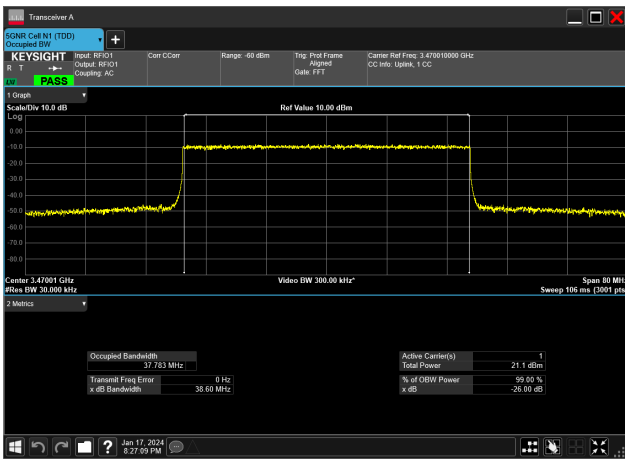 Transceiver A
5GNR Cell N1 (TDD)
Occupied BW
KEYSIGHT
R T
LXI
PASS
Input: RFIO1
Output: RFIO1
Coupling: AC
Corr CCorr
Range: -60 dBm
Trig: Prot Frame
Aligned
Gate: FFT
Carrier Ref Freq: 3.470010000 GHz
CC Info: Uplink, 1 CC
1 Graph
Scale/Div 10.0 dB
Ref Value 10.00 dBm
Log
0.00
-10.0
-20.0
-30.0
-40.0
-50.0
-60.0
-70.0
-80.0
Center 3.47001 GHz
Video BW 300.00 kHz*
Span 80 MHz
#Res BW 30.000 kHz
Sweep 106 ms (3001 pts
2 Metrics
Occupied Bandwidth
37.783 MHz
Active Carrier(s) 1
Total Power 21.1 dBm
Transmit Freq Error 0 Hz
x dB Bandwidth 38.60 MHz
% of OBW Power 99.00 %
x dB -26.00 dB
?
Jan 17, 2024
8:27:09 PM